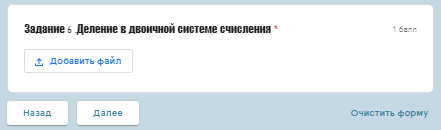 Задание 6 .Деление в двоичной системе счисления *
1 балл
Добавить файл
Назад
Далее
Очистить форму